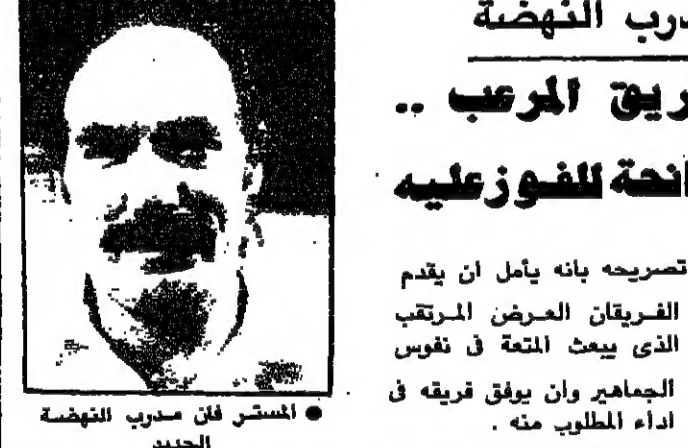 درب النهضة
ريق المرعب ..
انحة للفوز عليه
تصريحه بانه يأمل ان يقدم
الفريقان العرض المرتقب
الذى يبعث المتعة فى نفوس
الجماهير وان يوفق فريقه فى
اداء المطلوب منه .
● المستر فان مدرب النهضة
الجديد